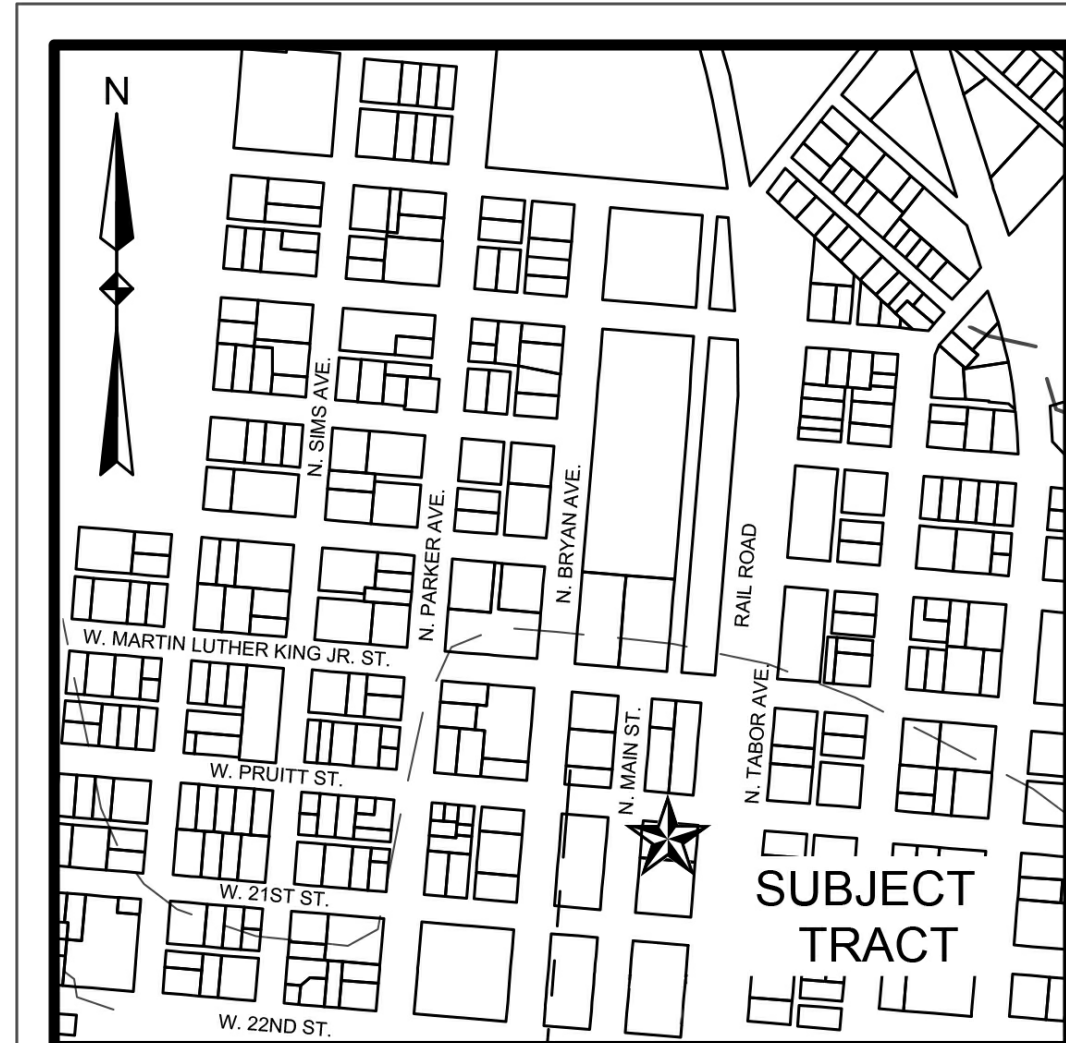 N
N. SIMS AVE.
N. PARKER AVE.
N. BRYAN AVE.
RAIL ROAD
W. MARTIN LUTHER KING JR. ST.
N. TABOR AVE.
N. MAIN ST.
W. PRUITT ST.
W. 21ST ST.
SUBJECT
TRACT
W. 22ND ST.